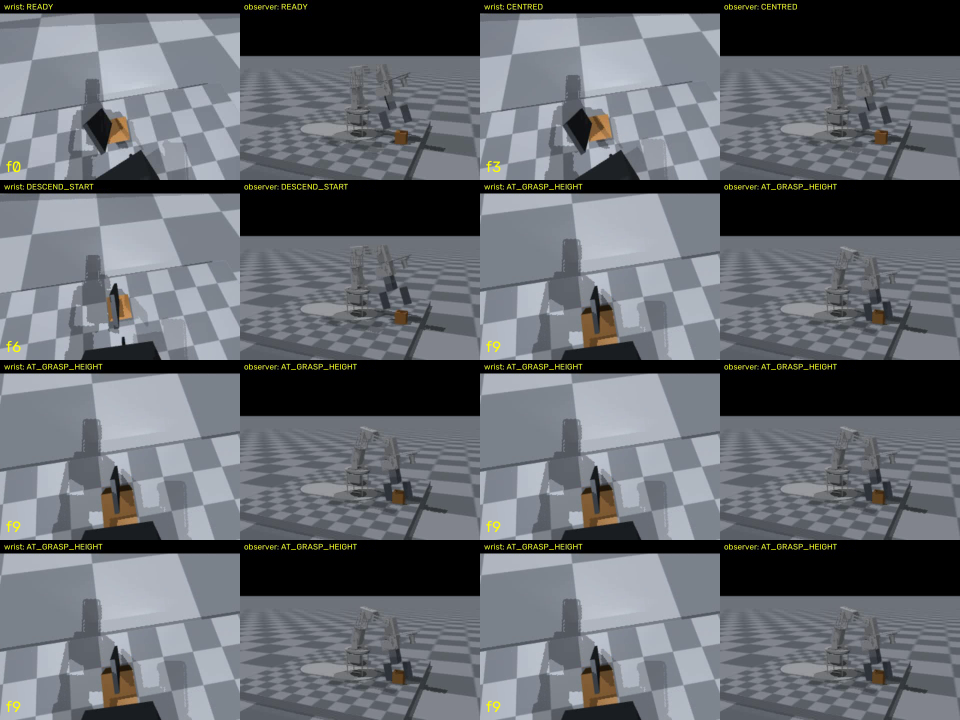 wrist: READY
observer: READY
wrist: CENTRED
observer: CENTRED
f0
f3
wrist: DESCEND_START
observer: DESCEND_START
wrist: AT_GRASP_HEIGHT
observer: AT_GRASP_HEIGHT
f6
f9
wrist: AT_GRASP_HEIGHT
observer: AT_GRASP_HEIGHT
wrist: AT_GRASP_HEIGHT
observer: AT_GRASP_HEIGHT
f9
f9
wrist: AT_GRASP_HEIGHT
observer: AT_GRASP_HEIGHT
wrist: AT_GRASP_HEIGHT
observer: AT_GRASP_HEIGHT
f9
f9